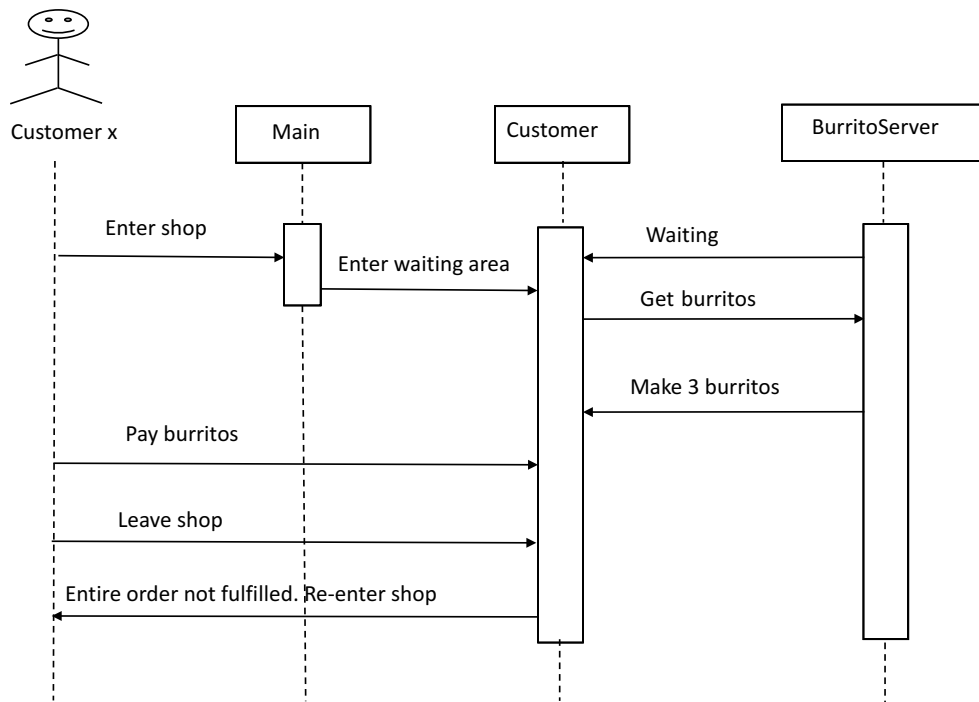 Customer x
Main
Customer
BurritoServer
Enter shop
Waiting
Enter waiting area
Get burritos
Make 3 burritos
Pay burritos
Leave shop
Entire order not fulfilled. Re-enter shop